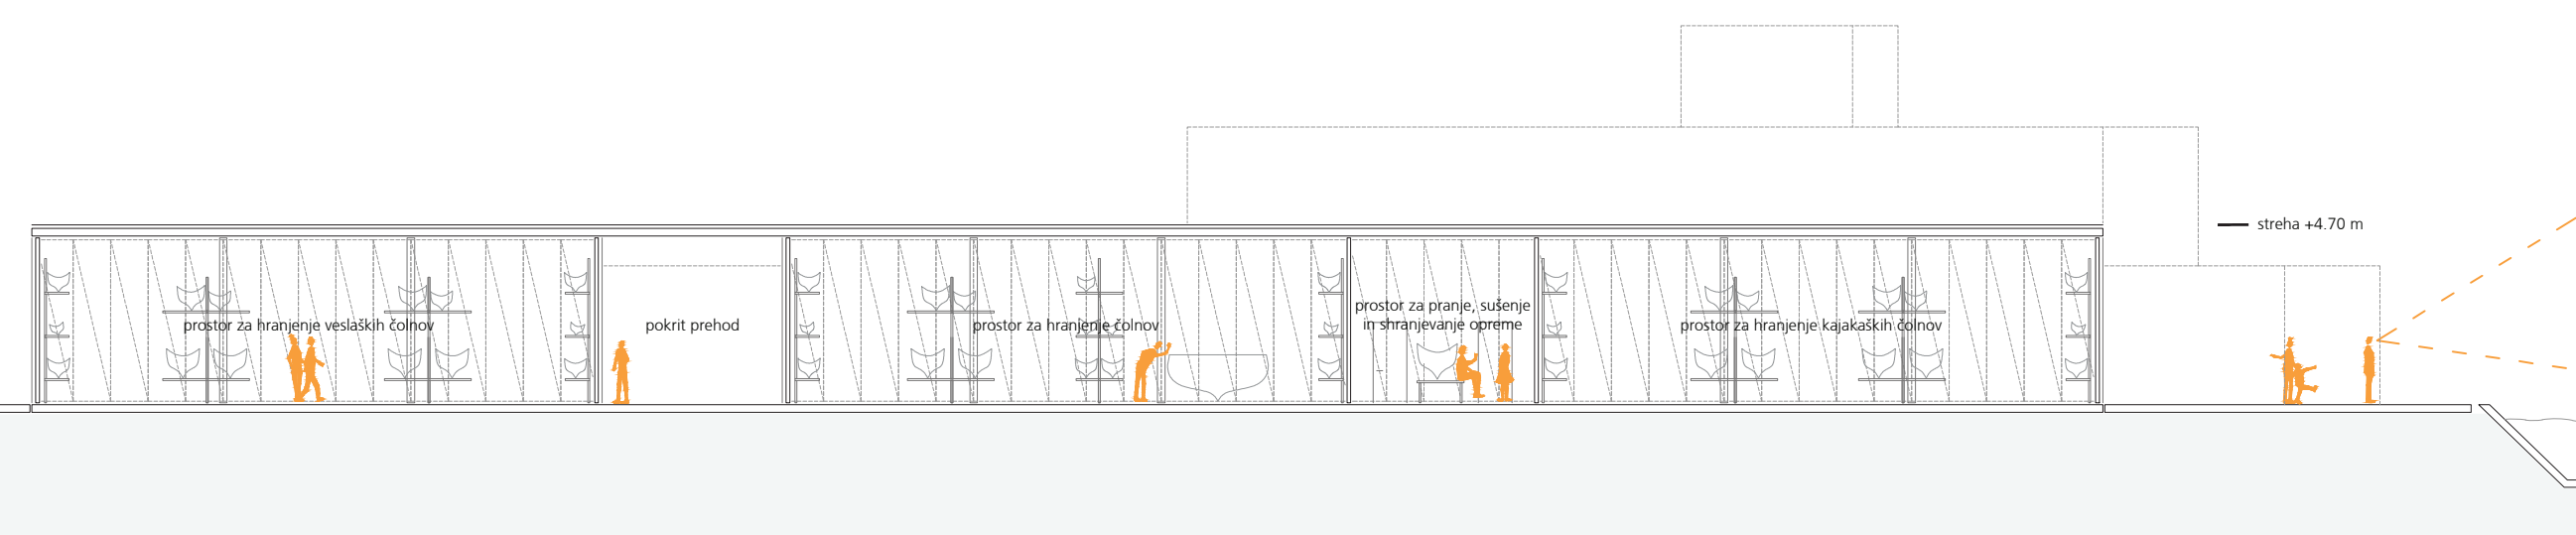 streha +4.70 m
prostor za hranjenje veslaških čolnov
pokrit prehod
prostor za hranjenje čolnov
prostor za pranje, sušenje
in shranjevanje opreme
prostor za hranjenje kajakaških čolnov